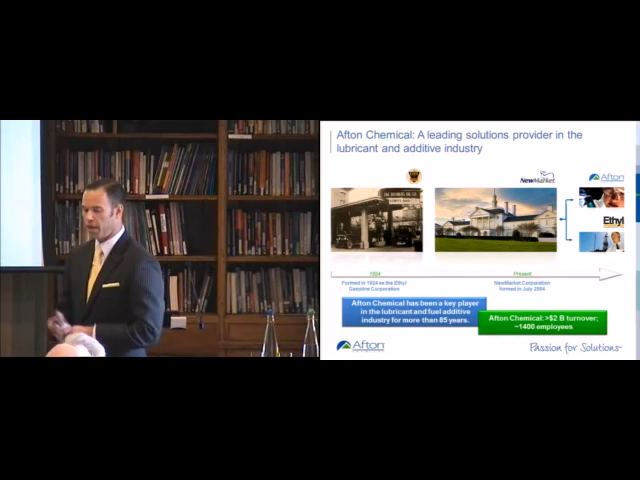 Afton Chemical: A leading solutions provider in the
lubricant and additive industry
NewMarket
Afton
Ethyl
1924
Present
Formed in 1924 as the Ethyl
Gasoline Corporation
NewMarket Corporation
formed in July 2004
Afton Chemical has been a key player
in the lubricant and fuel additive
industry for more than 85 years.
Afton Chemical: >$2 B turnover;
~1400 employees
Afton
Passion for Solutions